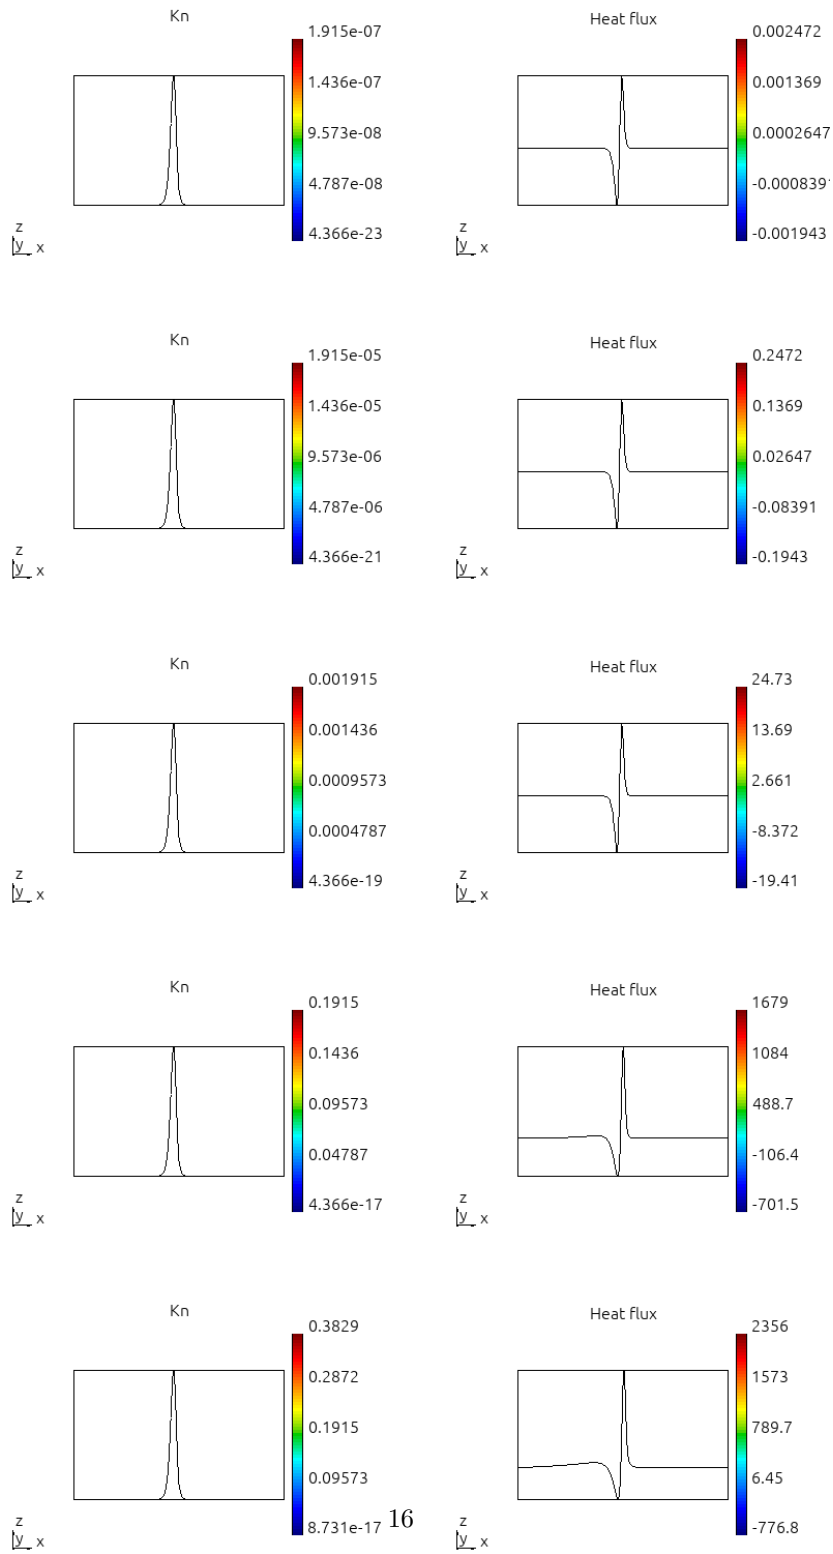 Kn
1.915e-07
1.436e-07
9.573e-08
4.787e-08
4.366e-23
z
y x
Heat flux
0.002472
0.001369
0.0002647
-0.000839
-0.001943
z
y x
Kn
1.915e-05
1.436e-05
9.573e-06
4.787e-06
4.366e-21
z
y x
Heat flux
0.2472
0.1369
0.02647
-0.08391
-0.1943
z
y x
Kn
0.001915
0.001436
0.0009573
0.0004787
4.366e-19
z
y x
Heat flux
24.73
13.69
2.661
-8.372
-19.41
z
y x
Kn
0.1915
0.1436
0.09573
0.04787
4.366e-17
z
y x
Heat flux
1679
1084
488.7
-106.4
-701.5
z
y x
Kn
0.3829
0.2872
0.1915
0.09573
8.731e-17
z
y x
Heat flux
2356
1573
789.7
6.45
-776.8
z
y x
16